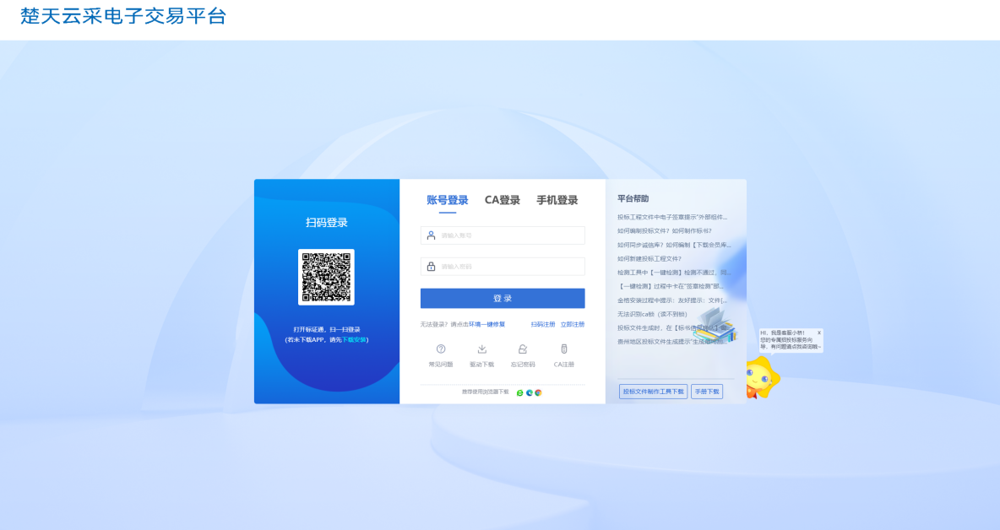 楚天云采电子交易平台
扫码登录
打开标证通，扫一扫登录
(若未下载APP，请先下载安装)
账号登录 CA登录 手机登录
请输入账号
请输入密码
登 录
无法登录？请点击环境一键修复 扫码注册 立即注册
常见问题 驱动下载 忘记密码 CA注册
推荐使用浏览器下载
平台帮助
投标工程文件中电子签章提示"外部组件...
如何编制投标文件？如何制作标书?
如何同步诚信库？如何编制【下载会员库...
如何新建投标工程文件?
检测工具中【一键检测】检测不通过，同...
【一键检测】过程中卡在"签章检测"部...
金格安装过程中提示：友好提示：文件[...
无法识别ca锁（读不到锁）
投标文件生成时，在【标书信息确认】
贵州地区投标文件生成提示"生成
投标文件制作工具下载 手册下载
HI，我是客服小桥！ X
您的专属招投标服务向
导，有问题请点我咨询哦~